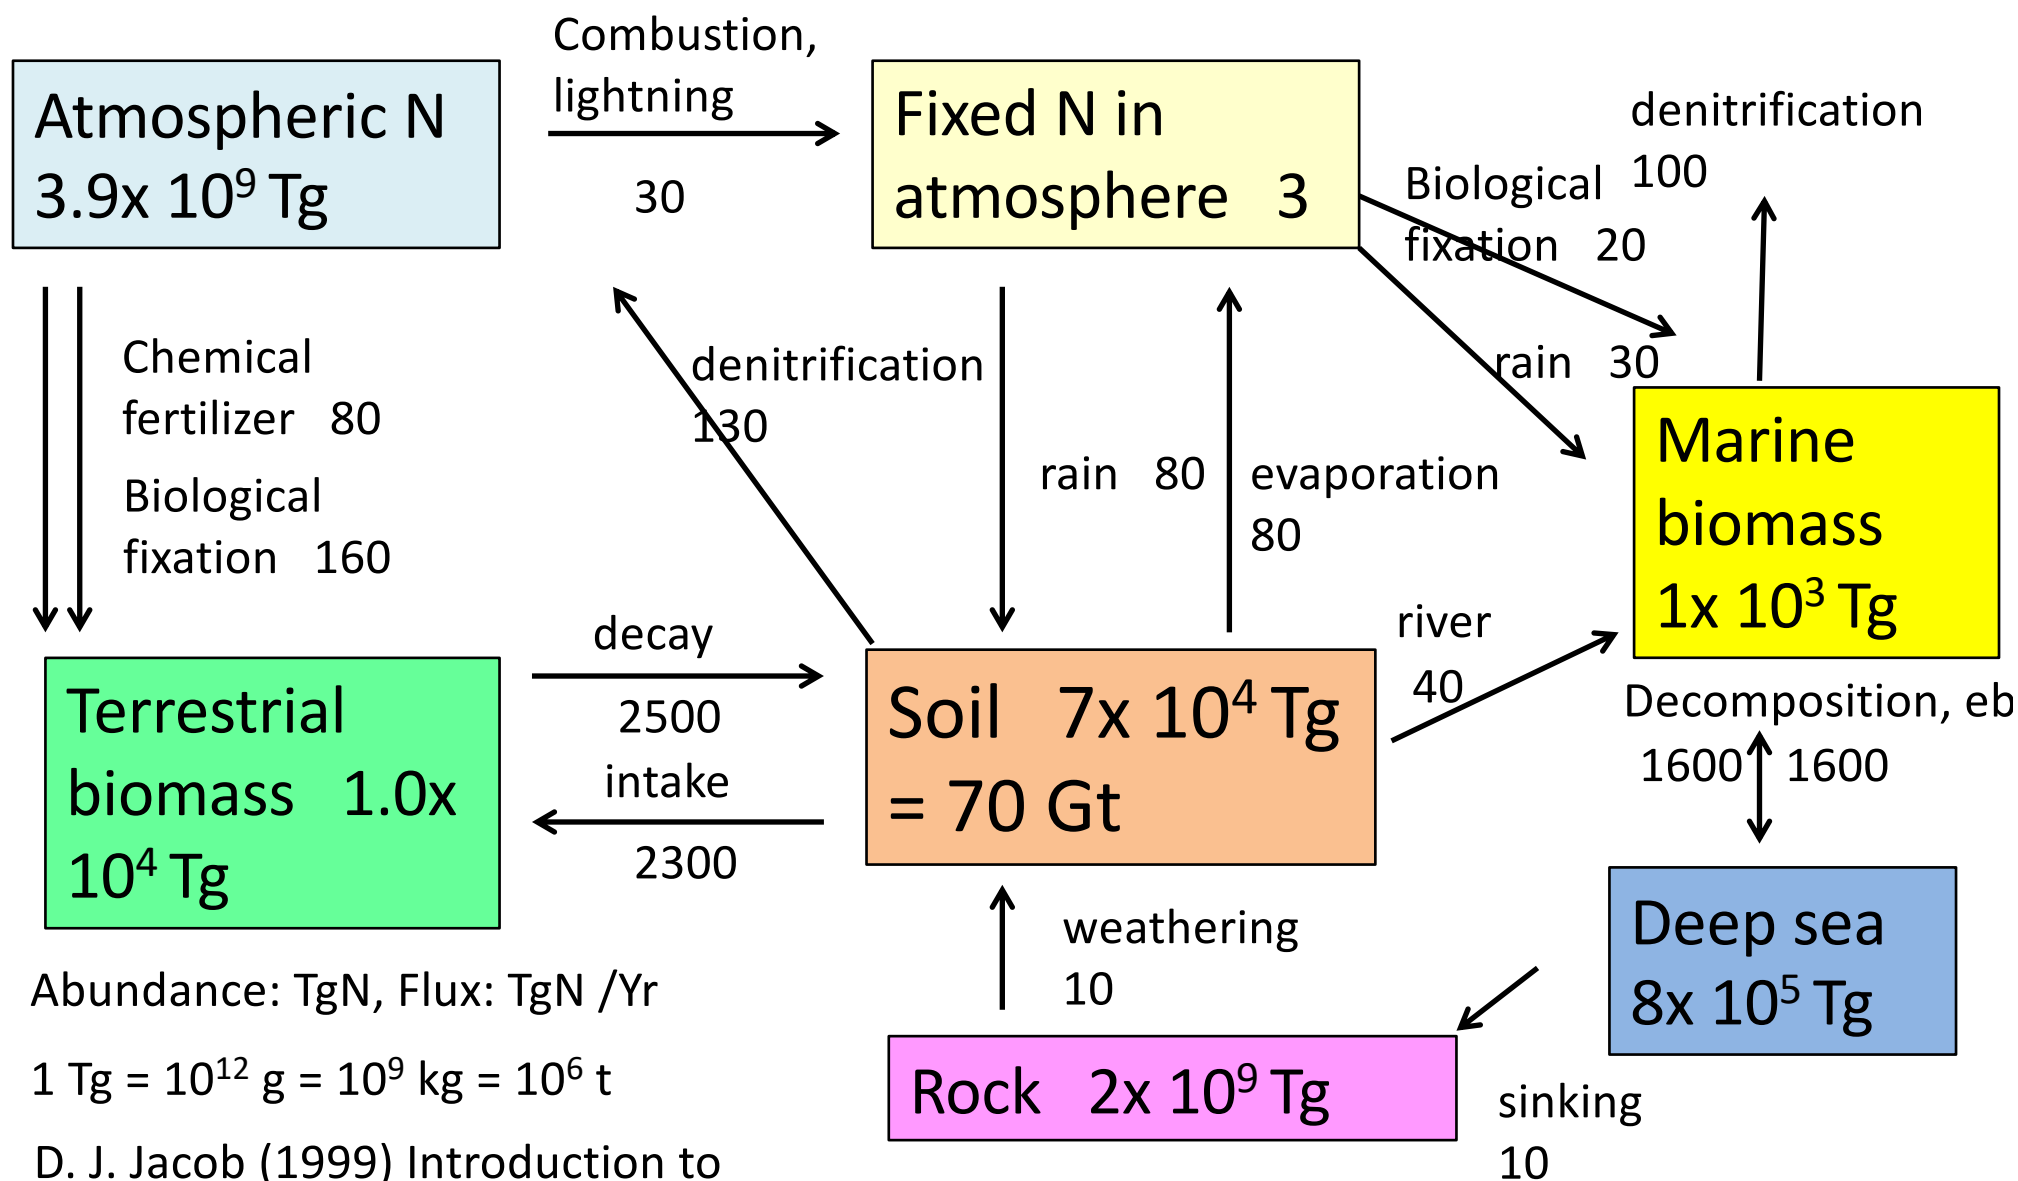 Combustion,
lightning
30
Atmospheric N
3.9x 10⁹ Tg
Fixed N in
atmosphere 3
denitrification
100
Biological
fixation 20
rain 30
Chemical
fertilizer 80
Biological
fixation 160
denitrification
130
rain 80
evaporation
80
Marine
biomass
1x 10³ Tg
decay
2500
intake
2300
river
40
Terrestrial
biomass 1.0x
10⁴ Tg
Soil 7x 10⁴ Tg
= 70 Gt
Decomposition, eb
1600 1600
weathering
10
Deep sea
8x 10⁵ Tg
Rock 2x 10⁹ Tg
sinking
10
Abundance: TgN, Flux: TgN /Yr
1 Tg = 10¹² g = 10⁹ kg = 10⁶ t
D. J. Jacob (1999) Introduction to